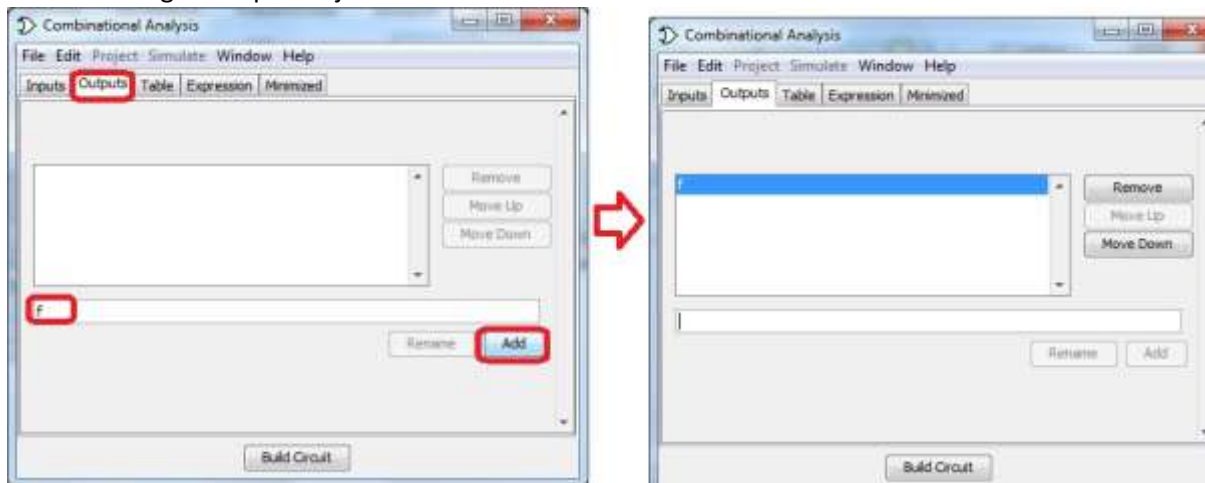 Combinational Analysis
File Edit Project Simulate Window Help
Inputs Outputs Table Expression Minimized
Remove
Move Up
Move Down
f
Rename Add
Build Circuit
Combinational Analysis
File Edit Project Simulate Window Help
Inputs Outputs Table Expression Minimized
f
Remove
Move Up
Move Down
Rename Add
Build Circuit